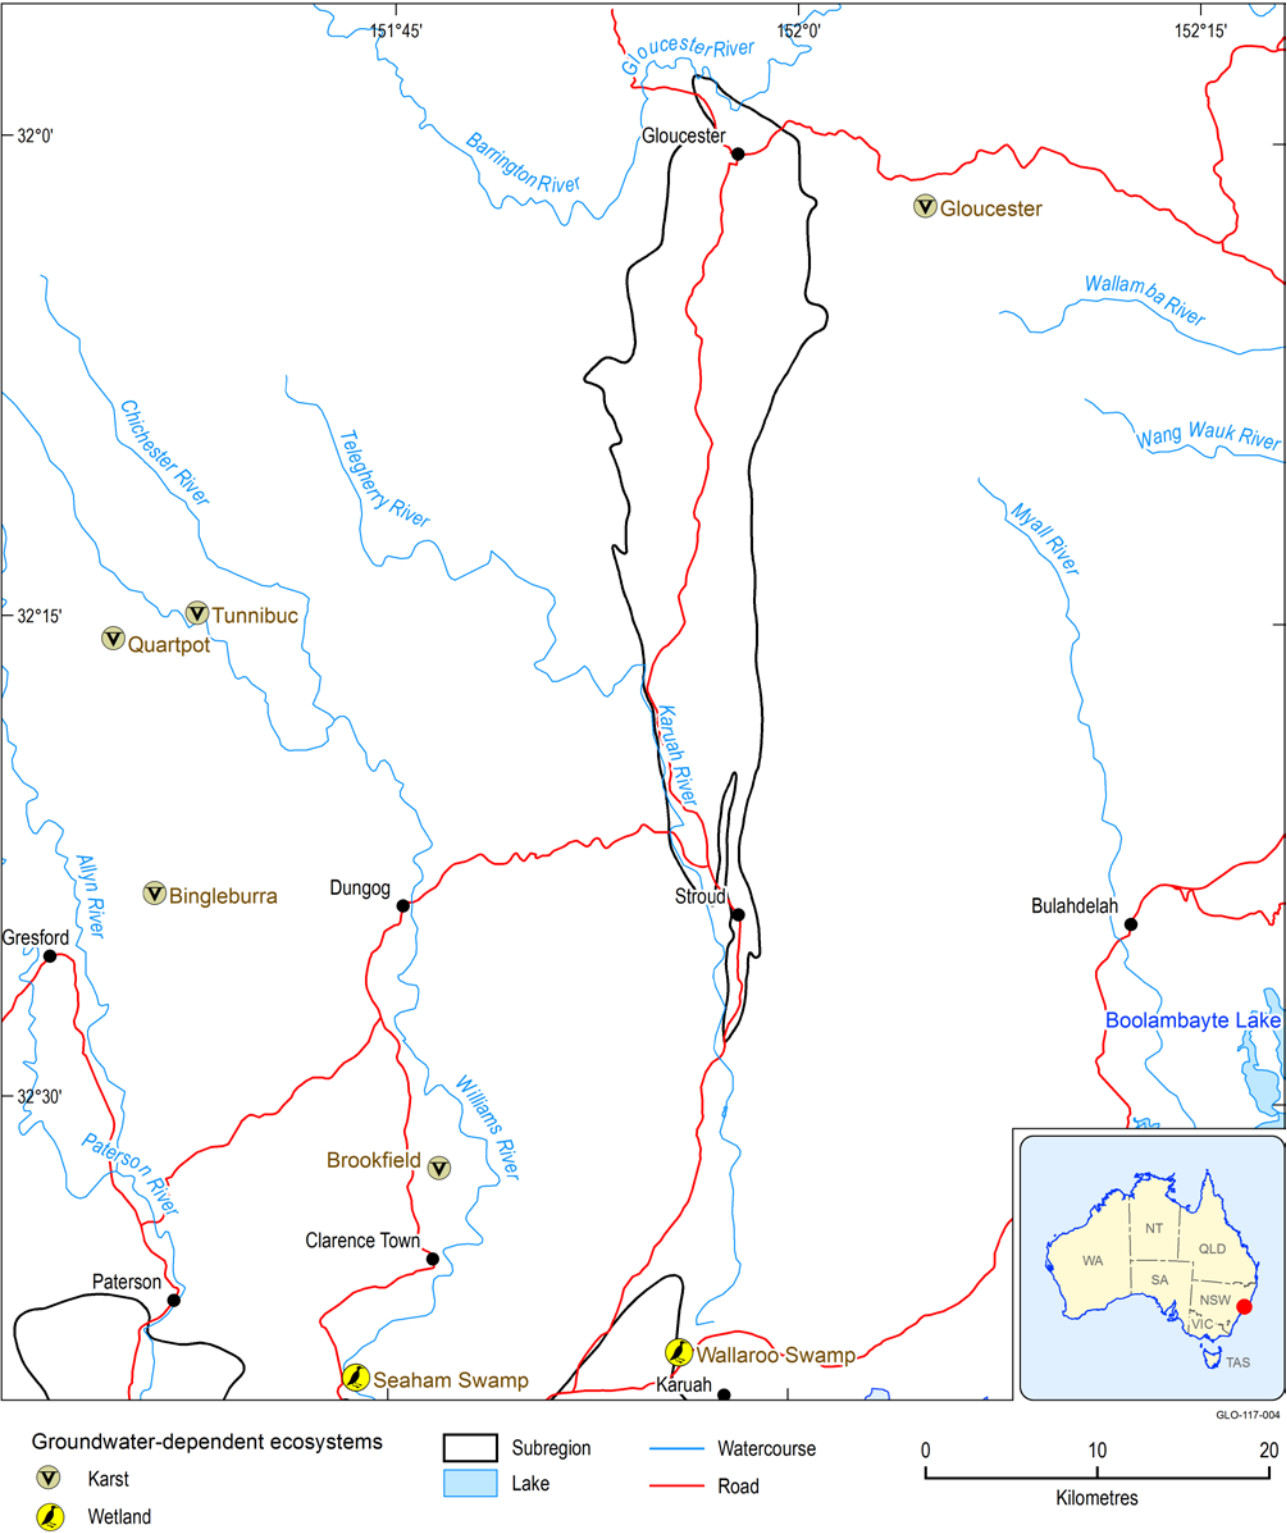 151°45'
152°0'
152°15'
Gloucester River
32°0'
Gloucester
Barrington River
Gloucester
Wallamba River
Chichester River
Telegherry River
Wang Wauk River
Myall River
32°15'
Tunnibuc
Quartpot
Karuah River
Allyn River
Dungog
Bingleburra
Stroud
Bulahdelah
Gresford
Boolambayte Lake
32°30'
Williams River
Paterson River
Brookfield
Clarence Town
Paterson
Wallaroo Swamp
Seaham Swamp
Karuah
NT
QLD
WA
SA
NSW
VIC
TAS
GLO-117-004
Groundwater-dependent ecosystems
Karst
Wetland
Subregion
Lake
Watercourse
Road
0 10 20
Kilometres